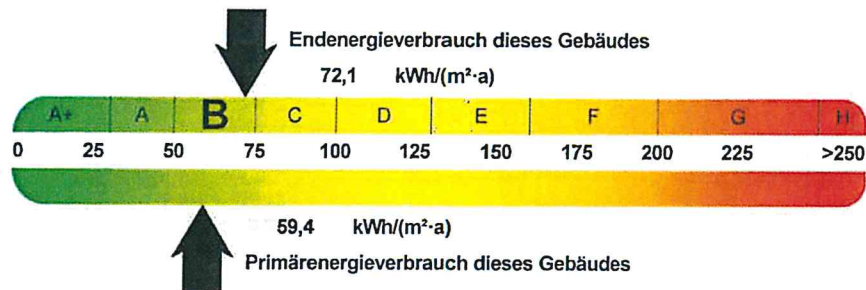 Endenergieverbrauch dieses Gebäudes
72,1 kWh/(m²·a)
A+ A B C D E F G H
0 25 50 75 100 125 150 175 200 225 >250
59,4 kWh/(m²·a)
Primärenergieverbrauch dieses Gebäudes